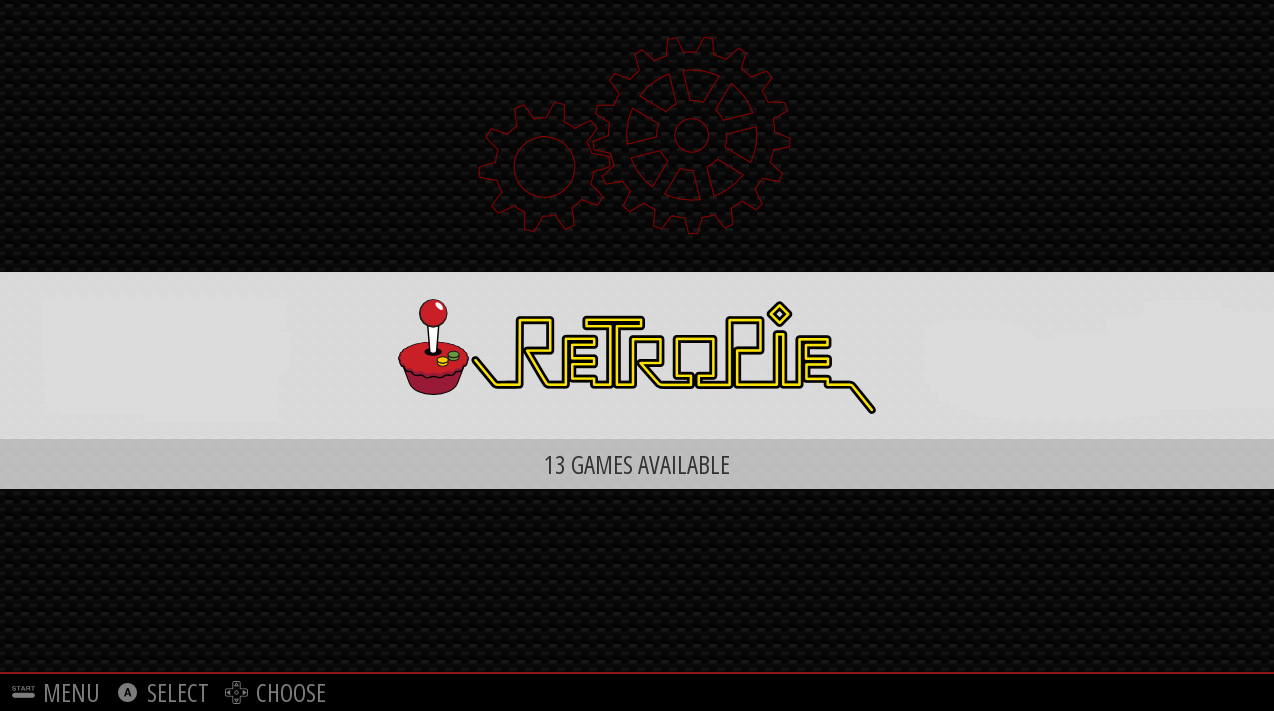 RETROPIE
13 GAMES AVAILABLE
START MENU A SELECT CHOOSE